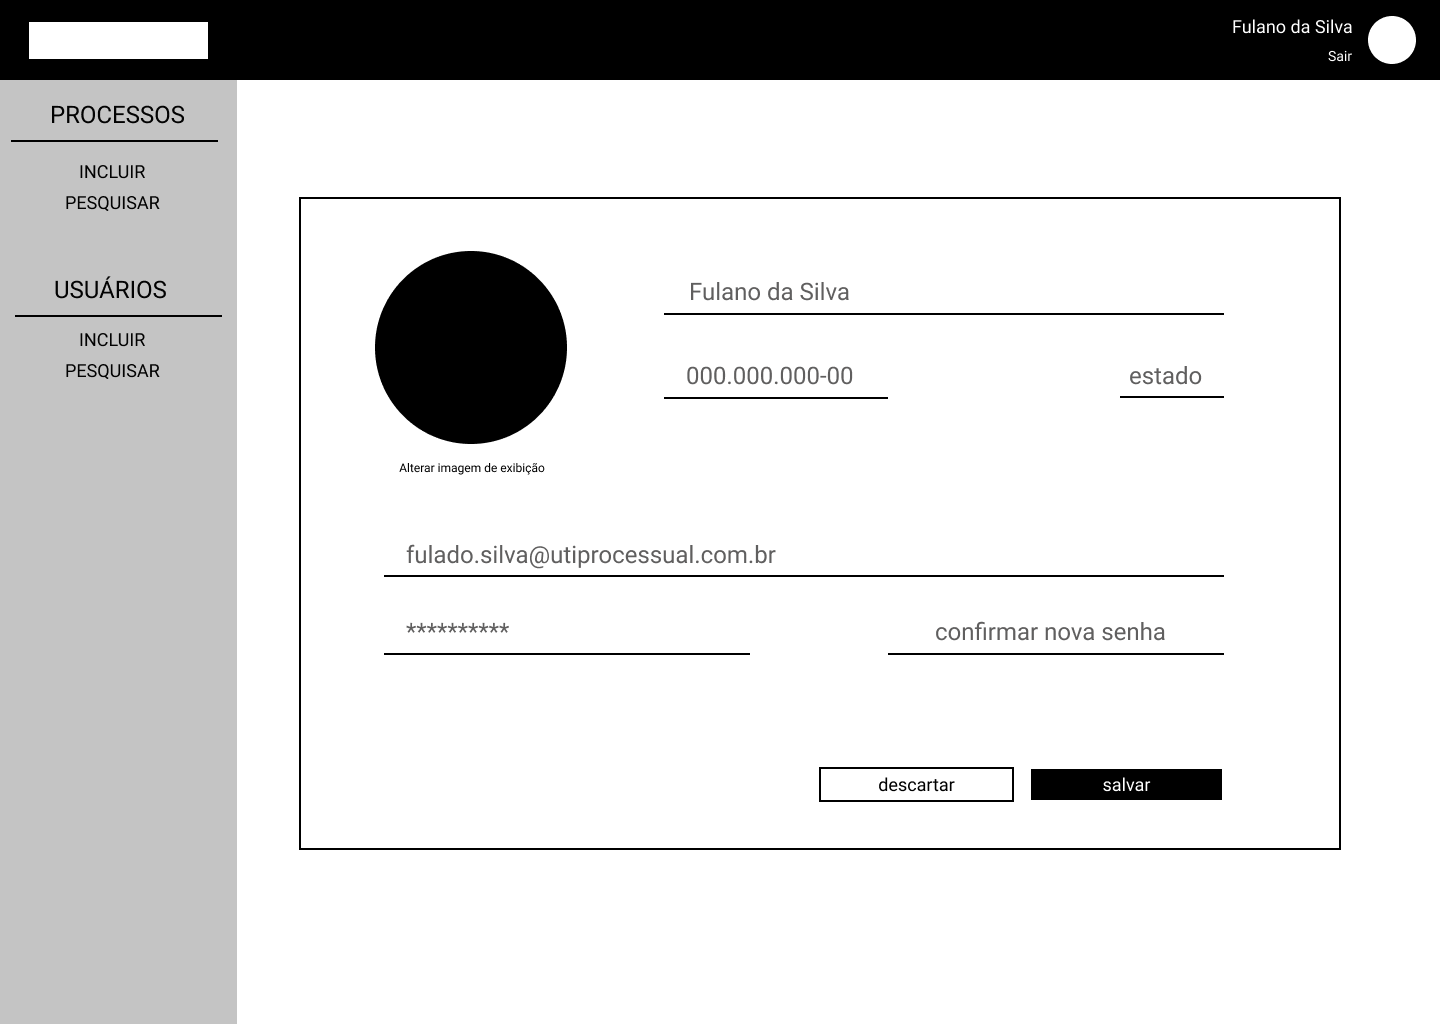 Fulano da Silva
Sair
PROCESSOS
INCLUIR
PESQUISAR
USUÁRIOS
INCLUIR
PESQUISAR
Fulano da Silva
000.000.000-00
estado
Alterar imagem de exibição
fulado.silva@utiprocessual.com.br
**********
confirmar nova senha
descartar
salvar